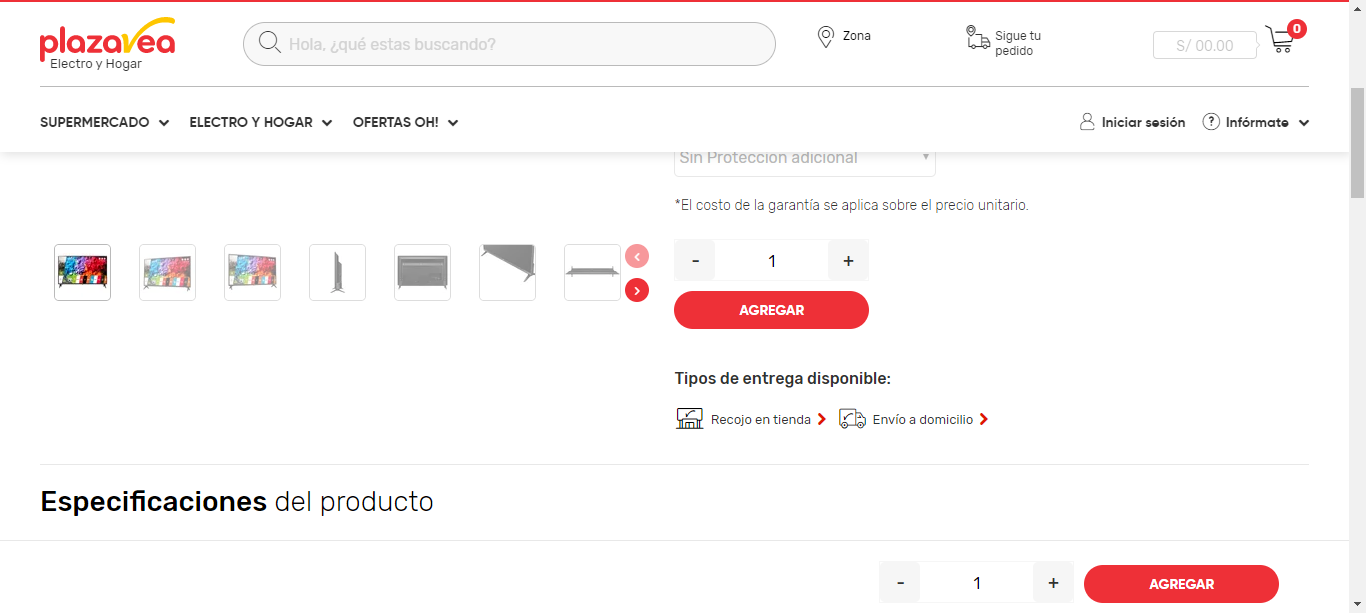 plazavea
Electro y Hogar
Hola, ¿qué estas buscando?
Zona
Sigue tu
pedido
S/ 00.00
0
SUPERMERCADO
ELECTRO Y HOGAR
OFERTAS OH!
Iniciar sesión
? Infórmate
Sin Protección adicional
*El costo de la garantía se aplica sobre el precio unitario.
- 1 +
AGREGAR
Tipos de entrega disponible:
Recojo en tienda
Envío a domicilio
Especificaciones del producto
- 1 +
AGREGAR